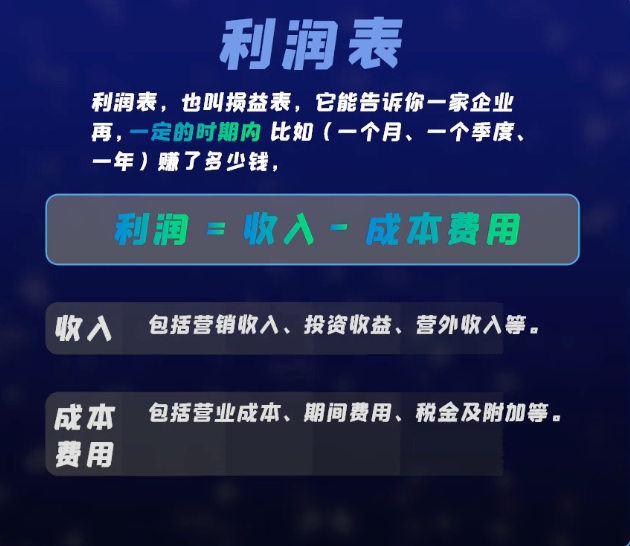 利润表
利润表，也叫损益表，它能告诉你一家企业
再，一定的时期内 比如（一个月、一个季度、
一年）赚了多少钱，
利润 = 收入 - 成本费用
收入
包括营销收入、投资收益、营外收入等。
成本
费用
包括营业成本、期间费用、税金及附加等。